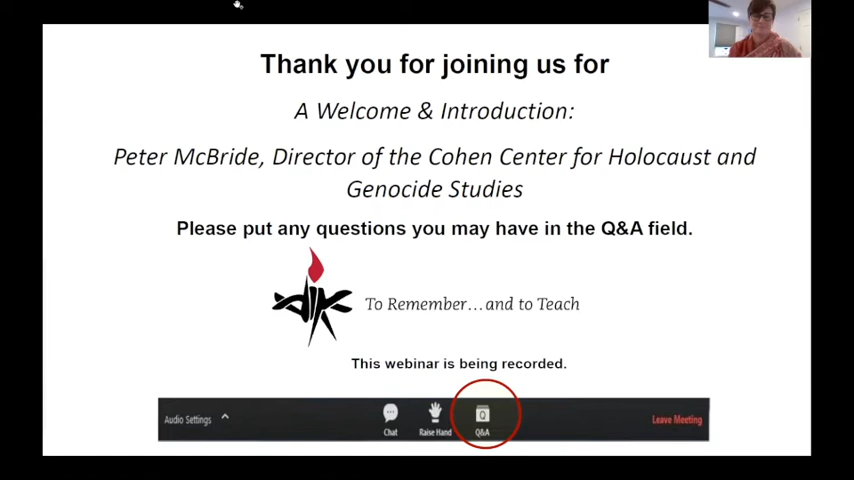 Thank you for joining us for
A Welcome & Introduction:
Peter McBride, Director of the Cohen Center for Holocaust and
Genocide Studies
Please put any questions you may have in the Q&A field.
To Remember...and to Teach
This webinar is being recorded.
Audio Settings
Chat
Raise Hand
Q
Q&A
Leave Meeting